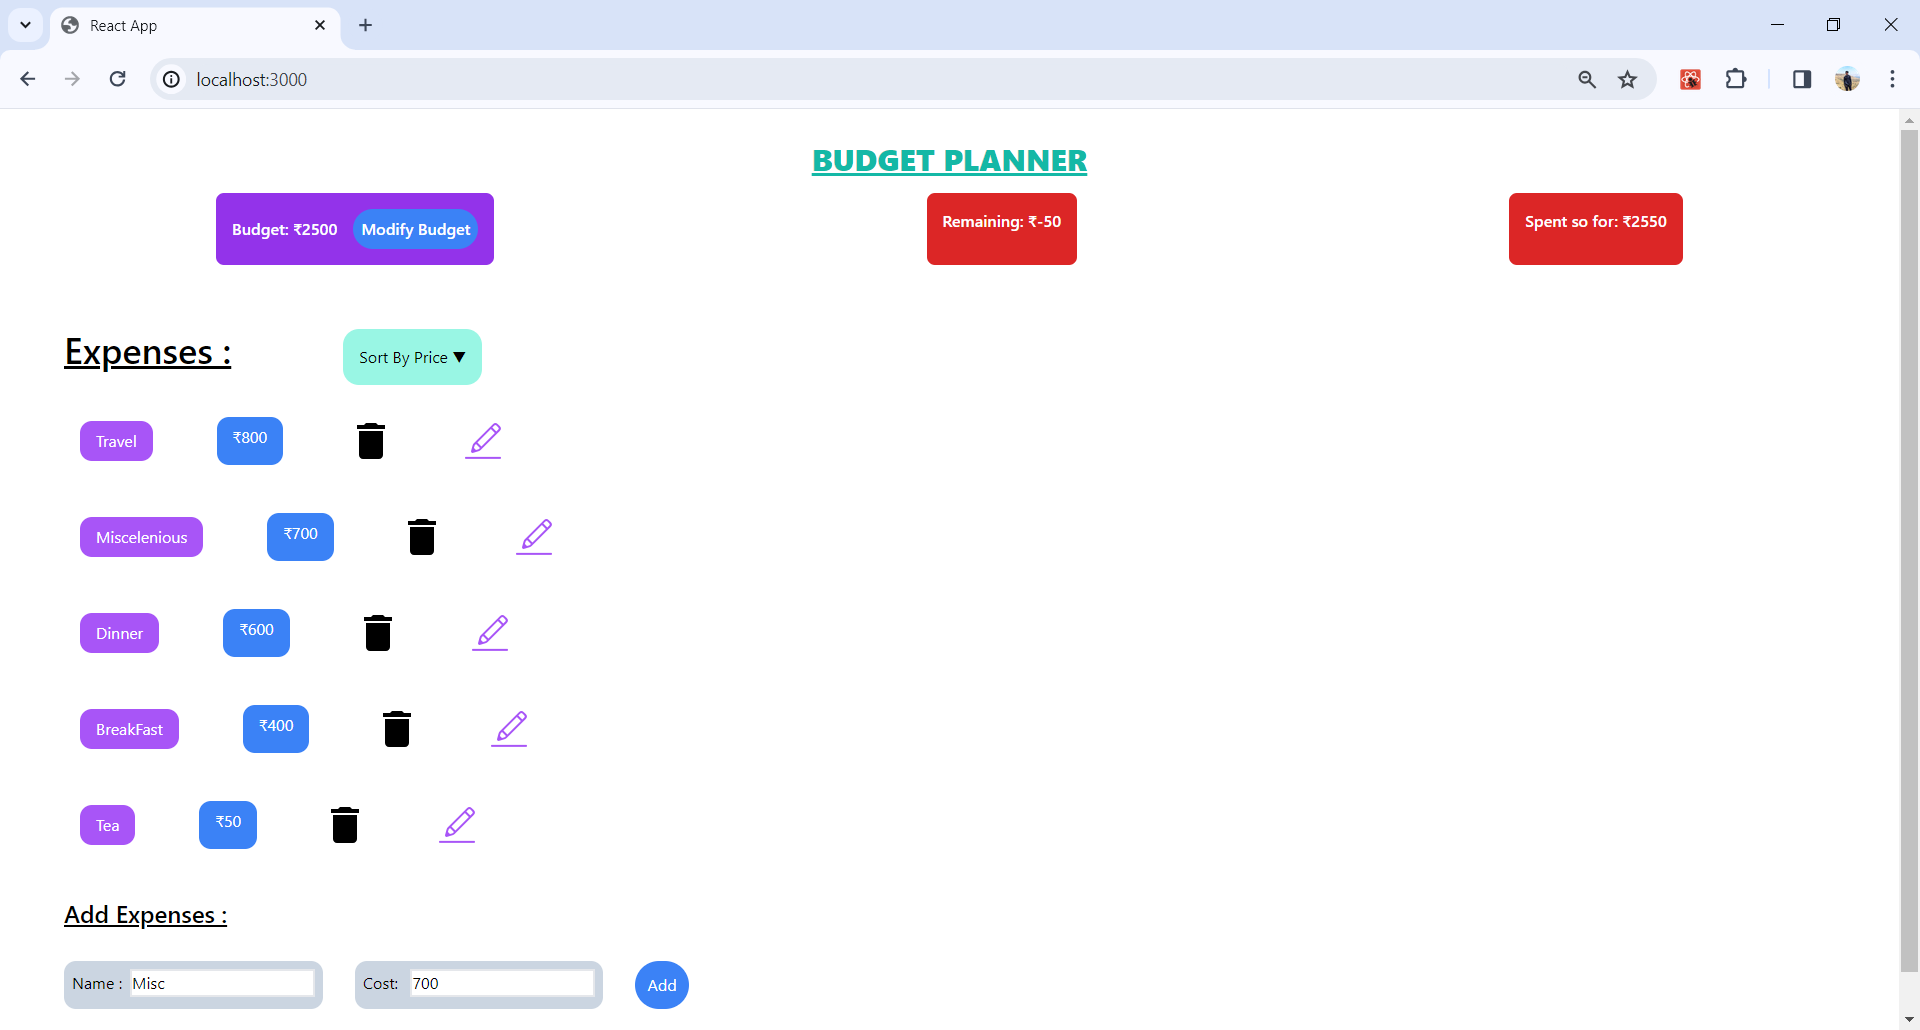 React App
localhost:3000
BUDGET PLANNER
Budget: ₹2500 Modify Budget
Remaining: ₹-50
Spent so for: ₹2550
Expenses :
Sort By Price ▼
Travel ₹800
Miscelenious ₹700
Dinner ₹600
BreakFast ₹400
Tea ₹50
Add Expenses :
Name : Misc Cost: 700 Add